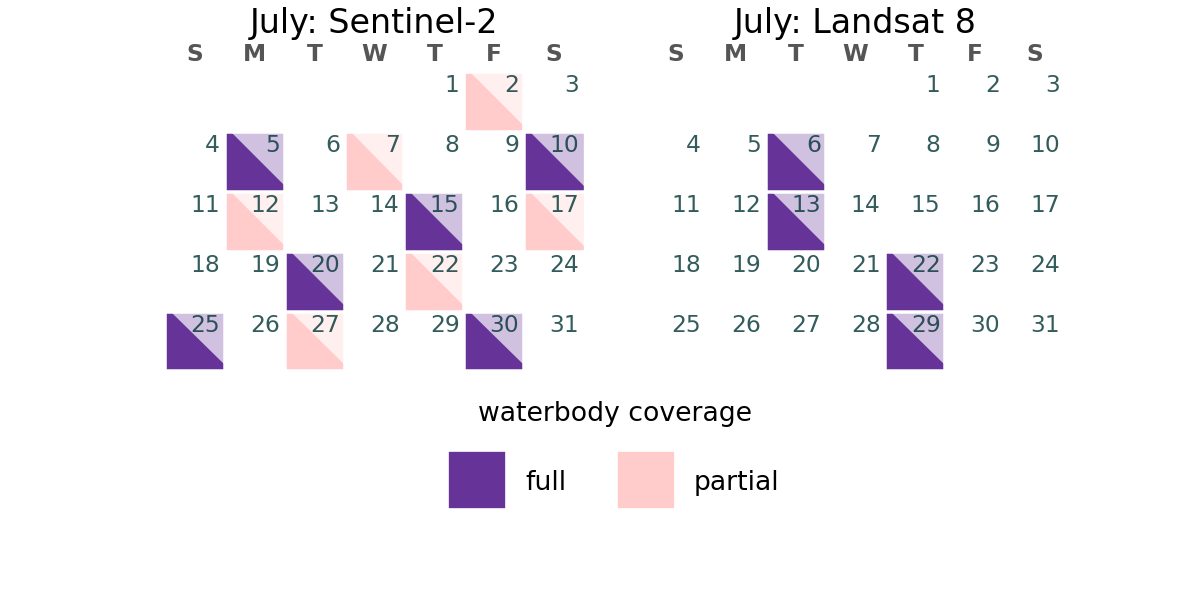 July: Sentinel-2
S M T W T F S
1 2 3
4 5 6 7 8 9 10
11 12 13 14 15 16 17
18 19 20 21 22 23 24
25 26 27 28 29 30 31
July: Landsat 8
S M T W T F S
1 2 3
4 5 6 7 8 9 10
11 12 13 14 15 16 17
18 19 20 21 22 23 24
25 26 27 28 29 30 31
waterbody coverage
full
partial